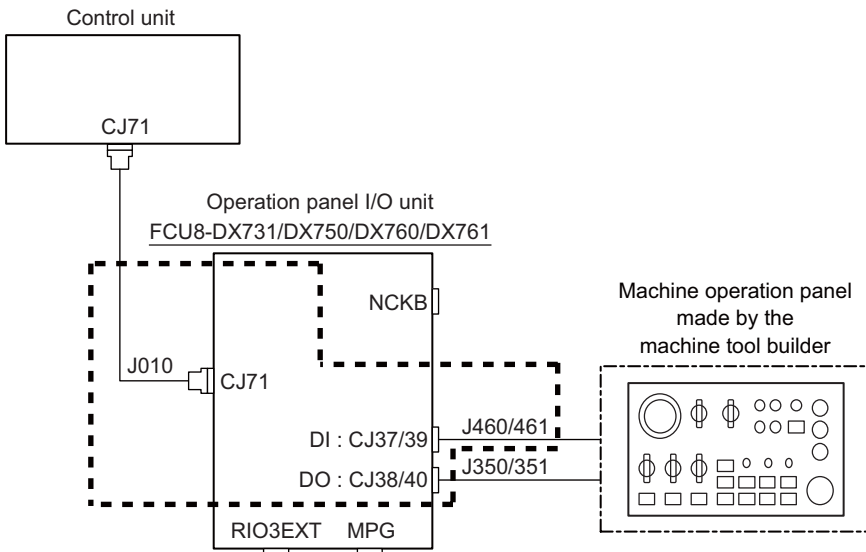 Control unit
CJ71
Operation panel I/O unit
FCU8-DX731/DX750/DX760/DX761
NCKB
Machine operation panel
made by the
machine tool builder
J010
CJ71
DI : CJ37/39
J460/461
DO : CJ38/40
J350/351
RIO3EXT
MPG